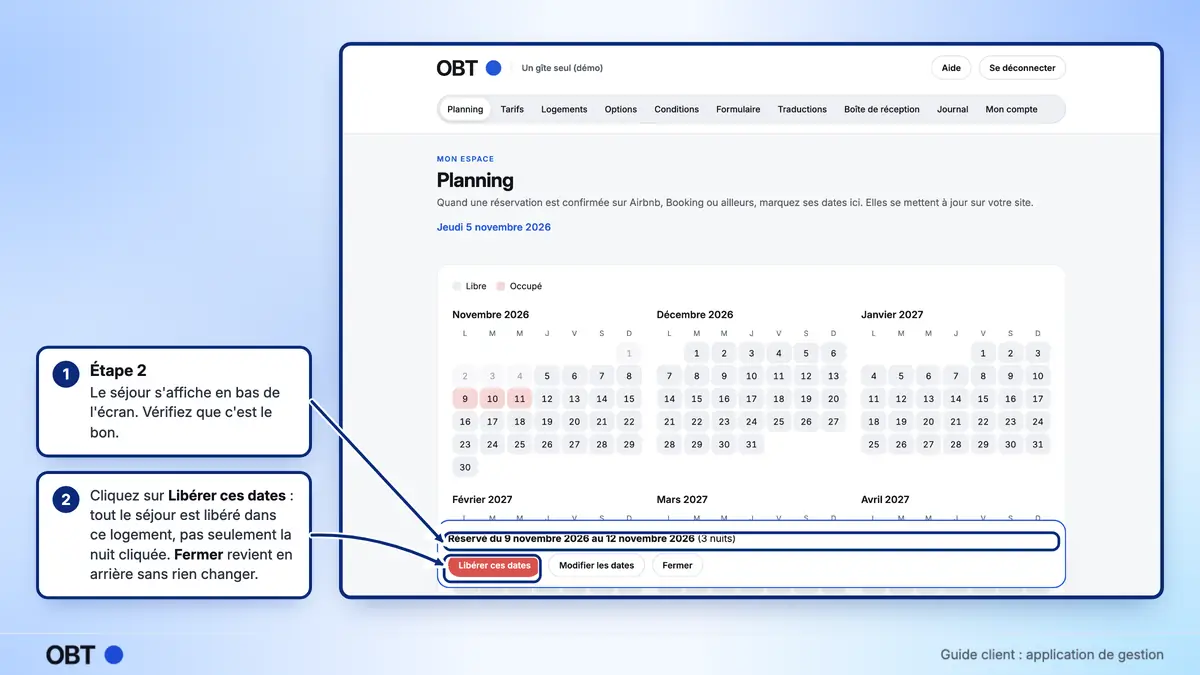 OBT
Un gîte seul (démo)
Aide
Se déconnecter
Planning Tarifs Logements Options Conditions Formulaire Traductions Boîte de réception Journal Mon compte
MON ESPACE
Planning
Quand une réservation est confirmée sur Airbnb, Booking ou ailleurs, marquez ses dates ici. Elles se mettent à jour sur votre site.
Jeudi 5 novembre 2026
Libre Occupé
Novembre 2026
L M M J V S D
1
2 3 4 5 6 7 8
9 10 11 12 13 14 15
16 17 18 19 20 21 22
23 24 25 26 27 28 29
30
Décembre 2026
L M M J V S D
1 2 3 4 5 6
7 8 9 10 11 12 13
14 15 16 17 18 19 20
21 22 23 24 25 26 27
28 29 30 31
Janvier 2027
L M M J V S D
1 2 3
4 5 6 7 8 9 10
11 12 13 14 15 16 17
18 19 20 21 22 23 24
25 26 27 28 29 30 31
Février 2027
L M M J V S D
Mars 2027
L M M J V S D
Avril 2027
L M M J V S D
Réservé du 9 novembre 2026 au 12 novembre 2026 (3 nuits)
Libérer ces dates
Modifier les dates
Fermer
1
Étape 2
Le séjour s'affiche en bas de
l'écran. Vérifiez que c'est le
bon.
2
Cliquez sur Libérer ces dates :
tout le séjour est libéré dans
ce logement, pas seulement la
nuit cliquée. Fermer revient en
arrière sans rien changer.
OBT
Guide client : application de gestion